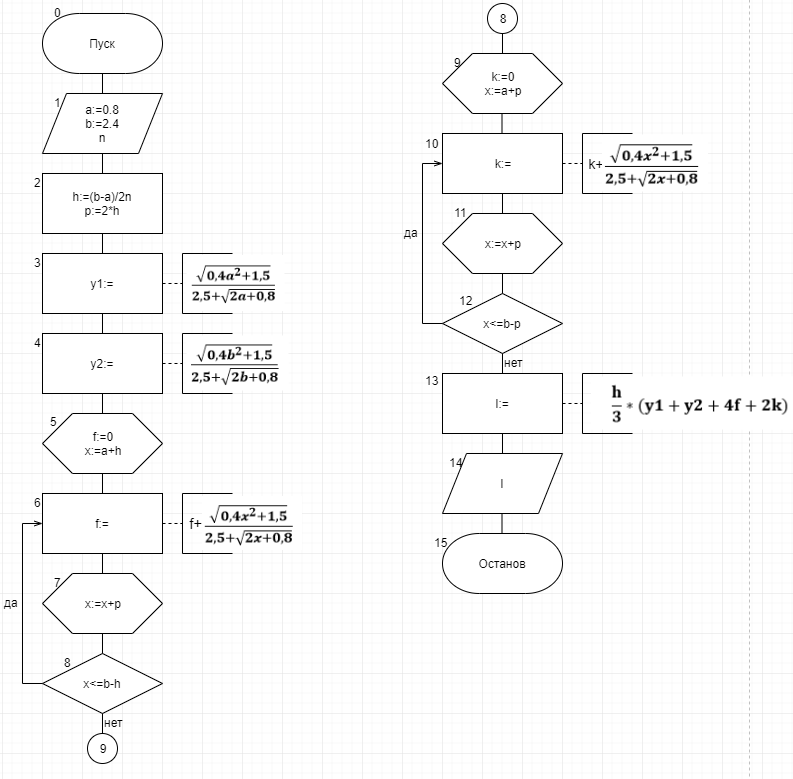 0
Пуск
1
a:=0.8
b:=2.4
n
2
h:=(b-a)/2n
p:=2*h
3
y1:=
√0,4a²+1,5
2,5+√2a+0,8
4
y2:=
√0,4b²+1,5
2,5+√2b+0,8
5
f:=0
x:=a+h
6
f:=
f+
√0,4x²+1,5
2,5+√2x+0,8
7
x:=x+p
да
8
x<=b-h
нет
9
8
9
k:=0
x:=a+p
10
k:=
k+
√0,4x²+1,5
2,5+√2x+0,8
11
x:=x+p
да
12
x<=b-p
нет
13
I:=
h
3
* (y1 + y2 + 4f + 2k)
14
I
15
Останов